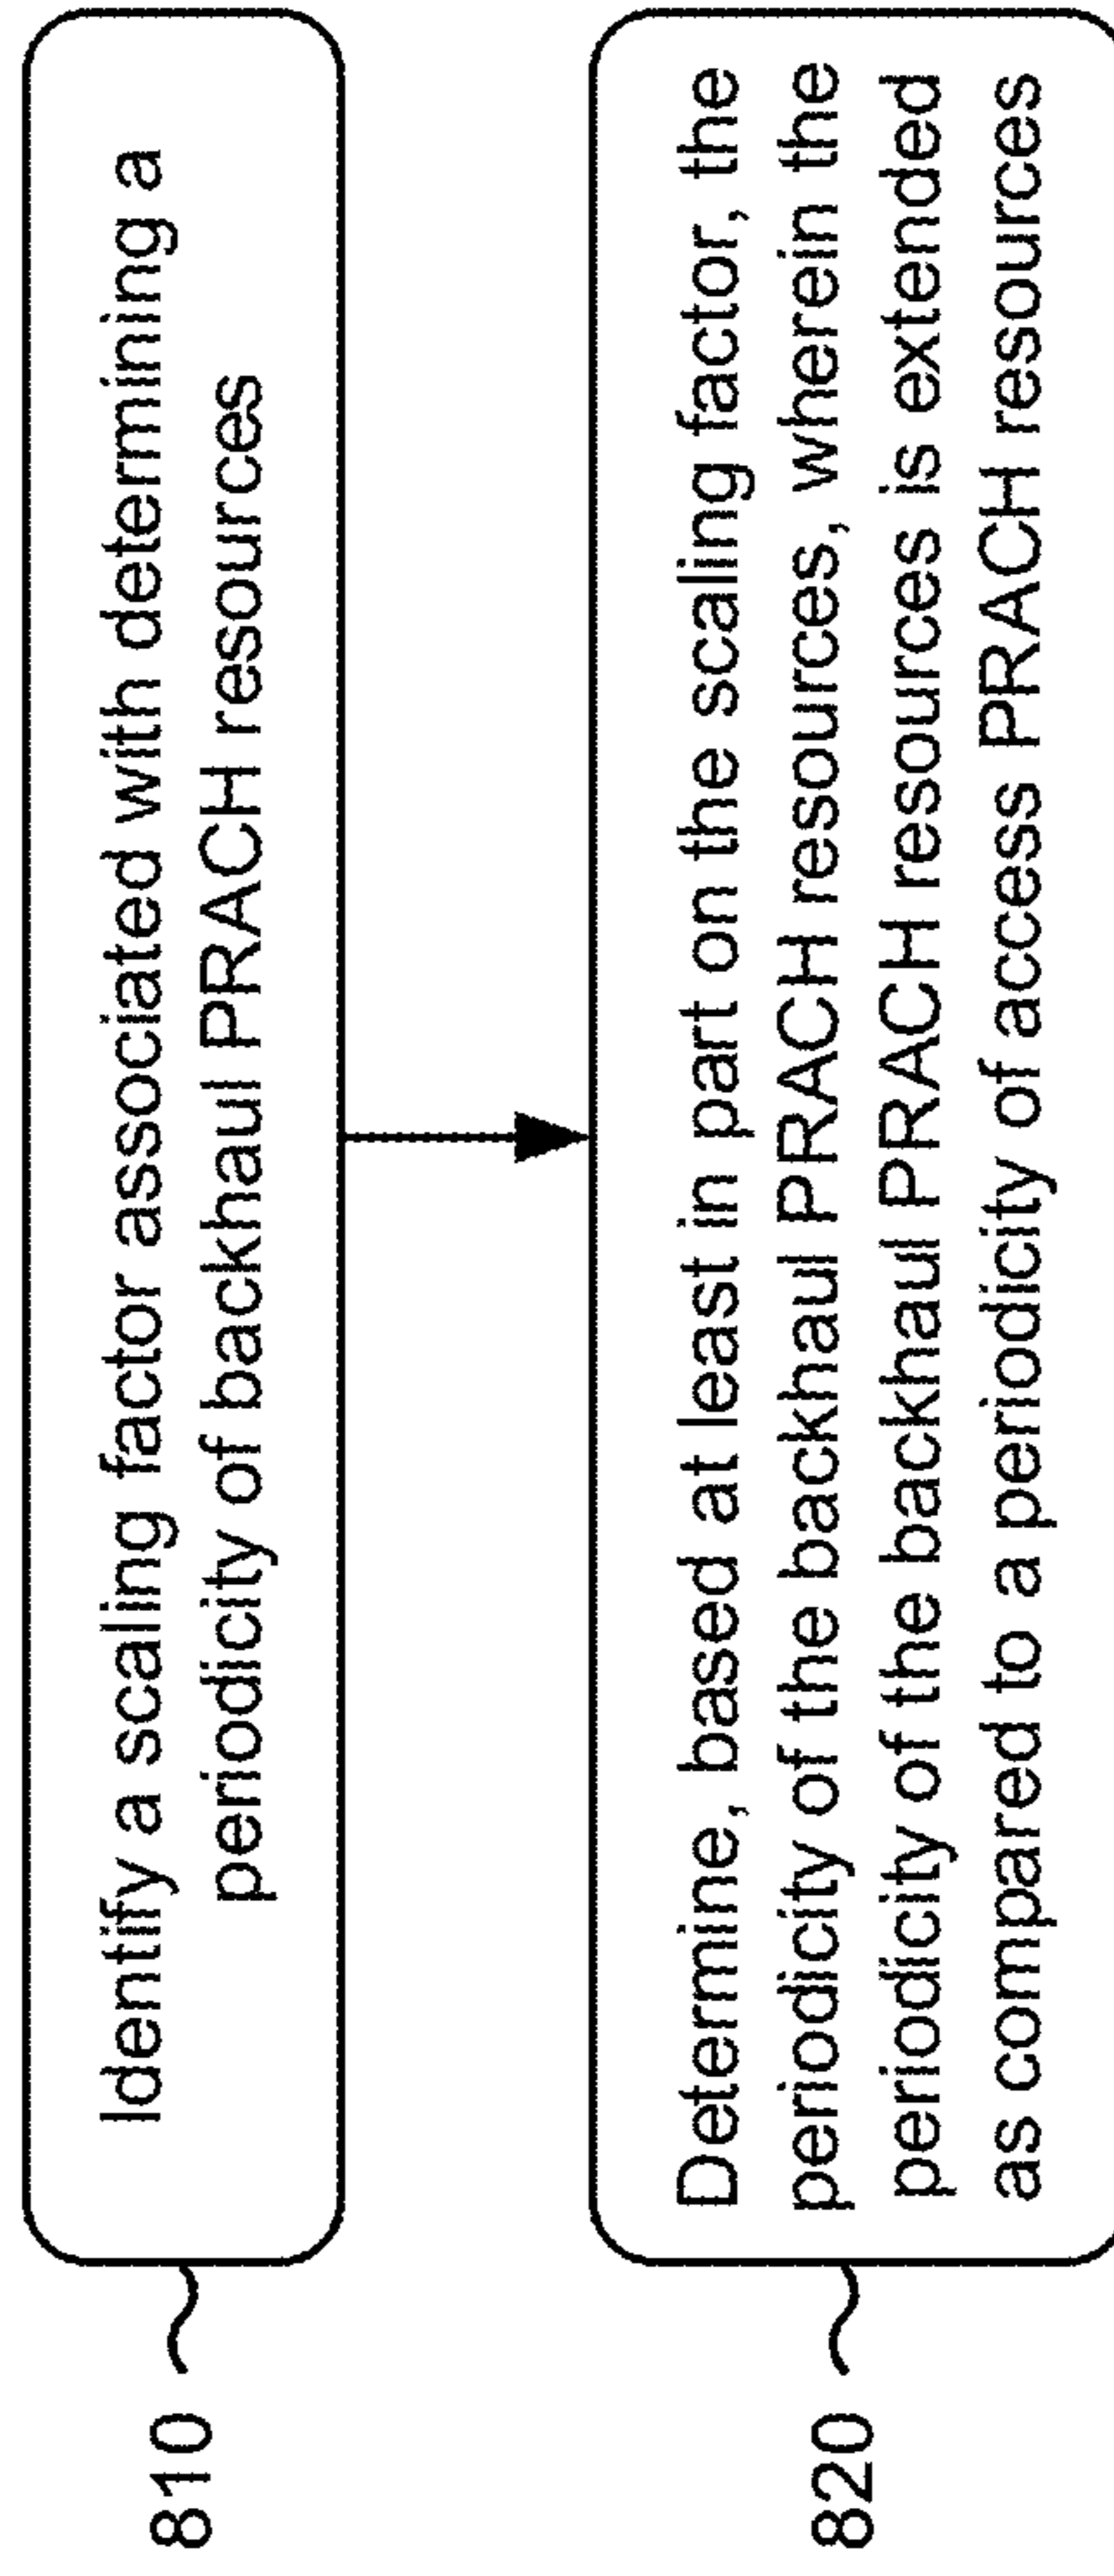 810
Identify a scaling factor associated with determining a
periodicity of backhaul PRACH resources
820
Determine, based at least in part on the scaling factor, the
periodicity of the backhaul PRACH resources, wherein the
periodicity of the backhaul PRACH resources is extended
as compared to a periodicity of access PRACH resources